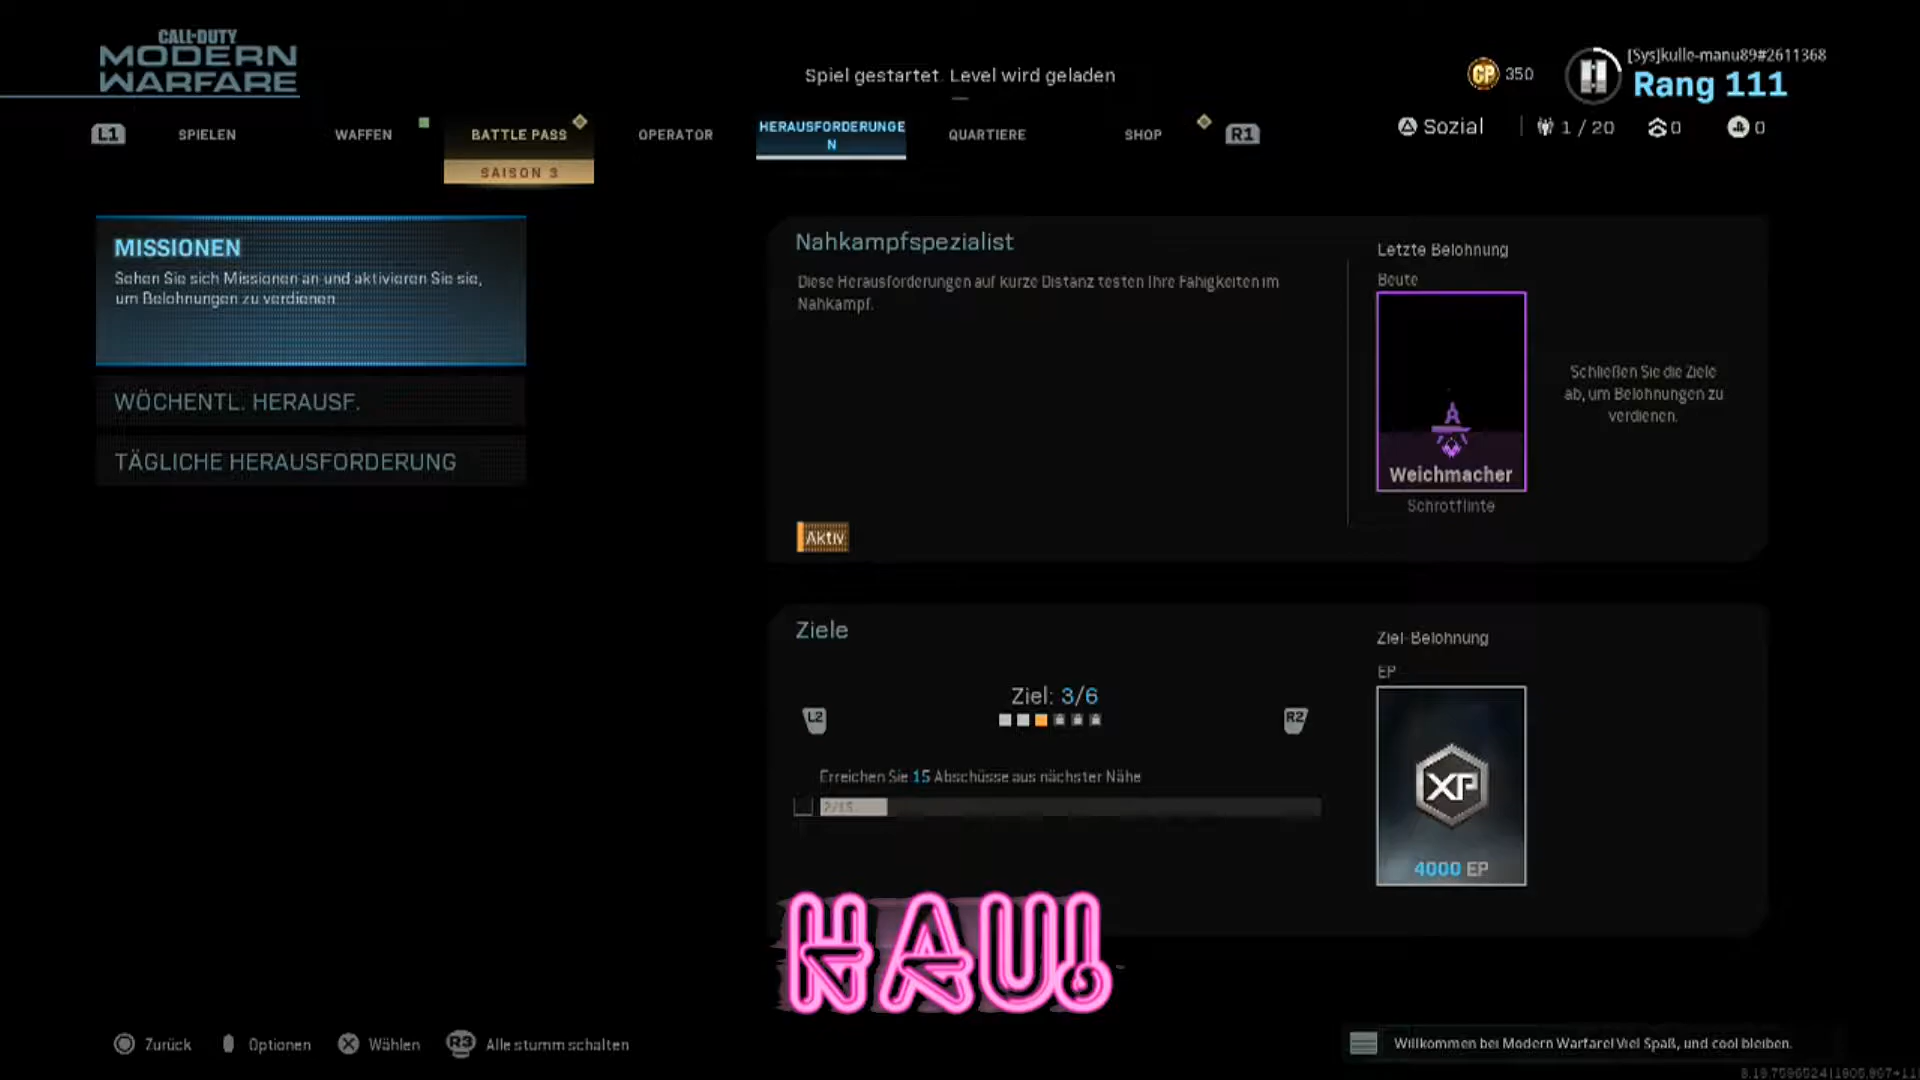 CALL·DUTY
MODERN
WARFARE
Spiel gestartet. Level wird geladen
350
[Sys]kulle-manu89#2611368
Rang 111
L1
SPIELEN
WAFFEN
BATTLE PASS
SAISON 3
OPERATOR
HERAUSFORDERUNGE
N
QUARTIERE
SHOP
R1
Sozial
1 / 20
0
0
MISSIONEN
Sehen Sie sich Missionen an und aktivieren Sie sie,
um Belohnungen zu verdienen
WÖCHENTL. HERAUSF.
TÄGLICHE HERAUSFORDERUNG
Nahkampfspezialist
Diese Herausforderungen auf kurze Distanz testen Ihre Fähigkeiten im
Nahkampf.
Aktiv
Letzte Belohnung
Beute
Weichmacher
Schrotflinte
Schließen Sie die Ziele
ab, um Belohnungen zu
verdienen.
Ziele
Ziel: 3/6
L2
R2
Erreichen Sie 15 Abschüsse aus nächster Nähe
2/15
Ziel-Belohnung
EP
XP
4000 EP
HAU!
Zurück
Optionen
Wählen
R3
Alle stumm schalten
Willkommen bei Modern Warfare! Viel Spaß, und cool bleiben.